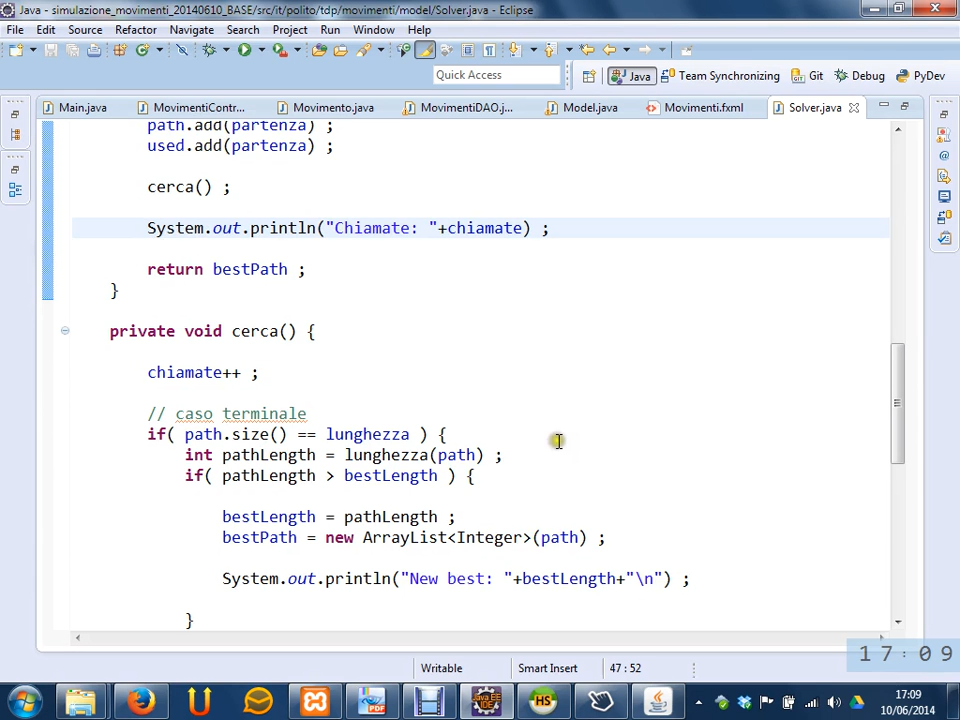 Java - simulazione_movimenti_20140610_BASE/src/it/polito/tdp/movimenti/model/Solver.java - Eclipse
File Edit Source Refactor Navigate Search Project Run Window Help
Quick Access
Java Team Synchronizing Git Debug PyDev
Main.java MovimentiContr... Movimento.java MovimentiDAO.j... Model.java Movimenti.fxml Solver.java
path.add(partenza) ;
used.add(partenza) ;
cerca() ;
System.out.println("Chiamate: "+chiamate) ;
return bestPath ;
}
private void cerca() {
chiamate++ ;
// caso terminale
if( path.size() == lunghezza ) {
int pathLength = lunghezza(path) ;
if( pathLength > bestLength ) {
bestLength = pathLength ;
bestPath = new ArrayList<Integer>(path) ;
System.out.println("New best: "+bestLength+"\n") ;
}
Writable Smart Insert 47 : 52
17:09
17:09
10/06/2014